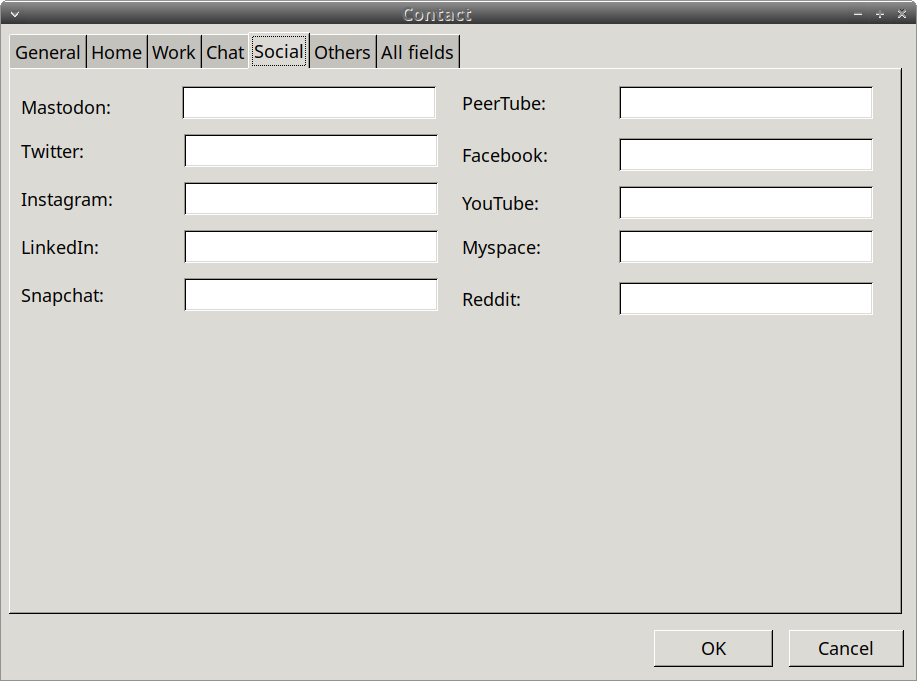 Contact
General Home Work Chat Social Others All fields
Mastodon:
PeerTube:
Twitter:
Facebook:
Instagram:
YouTube:
LinkedIn:
Myspace:
Snapchat:
Reddit:
OK Cancel